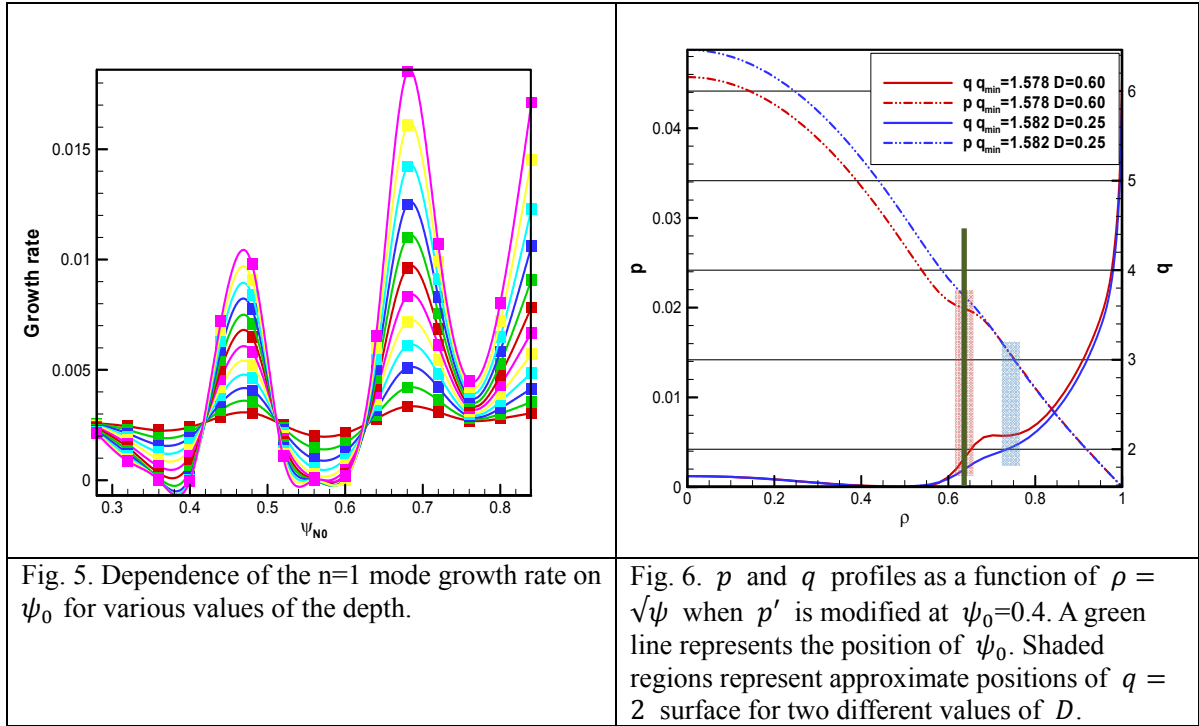 Growth rate
0.015
0.01
0.005
0
0.3 0.4 0.5 0.6 0.7 0.8
ψN0
p
0.04
0.03
0.02
0.01
0
0 0.2 0.4 0.6 0.8 1
ρ
q
6
5
4
3
2
q qmin=1.578 D=0.60
p qmin=1.578 D=0.60
q qmin=1.582 D=0.25
p qmin=1.582 D=0.25
Fig. 5. Dependence of the n=1 mode growth rate on
ψ0 for various values of the depth.
Fig. 6. p and q profiles as a function of ρ =
√ψ when p′ is modified at ψ0=0.4. A green
line represents the position of ψ0. Shaded
regions represent approximate positions of q =
2 surface for two different values of D.